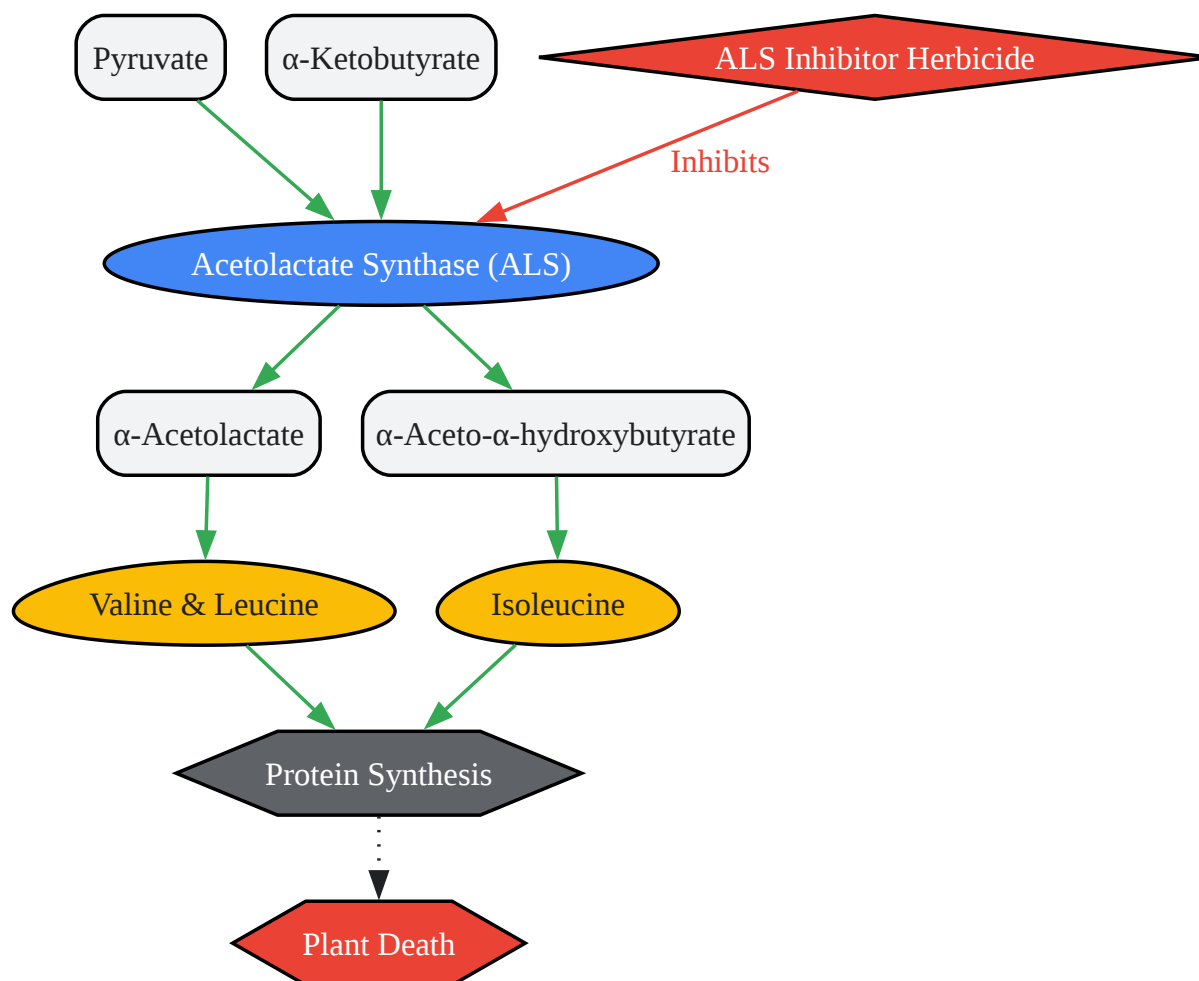 Pyruvate
α-Ketobutyrate
ALS Inhibitor Herbicide
Inhibits
Acetolactate Synthase (ALS)
α-Acetolactate
α-Aceto-α-hydroxybutyrate
Valine & Leucine
Isoleucine
Protein Synthesis
Plant Death